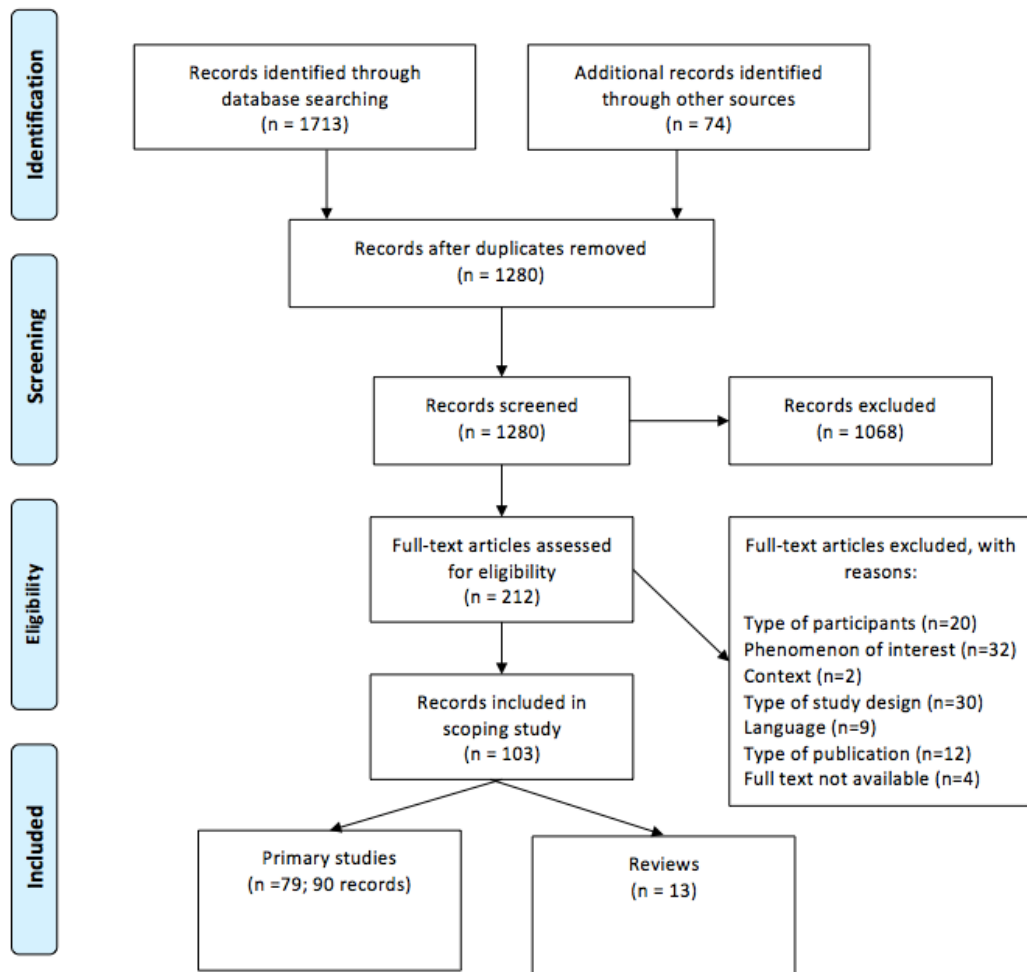 Identification
Records identified through
database searching
(n = 1713)
Additional records identified
through other sources
(n = 74)
Records after duplicates removed
(n = 1280)
Screening
Records screened
(n = 1280)
Records excluded
(n = 1068)
Eligibility
Full-text articles assessed
for eligibility
(n = 212)
Full-text articles excluded, with
reasons:
Type of participants (n=20)
Phenomenon of interest (n=32)
Context (n=2)
Type of study design (n=30)
Language (n=9)
Type of publication (n=12)
Full text not available (n=4)
Records included in
scoping study
(n = 103)
Included
Primary studies
(n =79; 90 records)
Reviews
(n = 13)